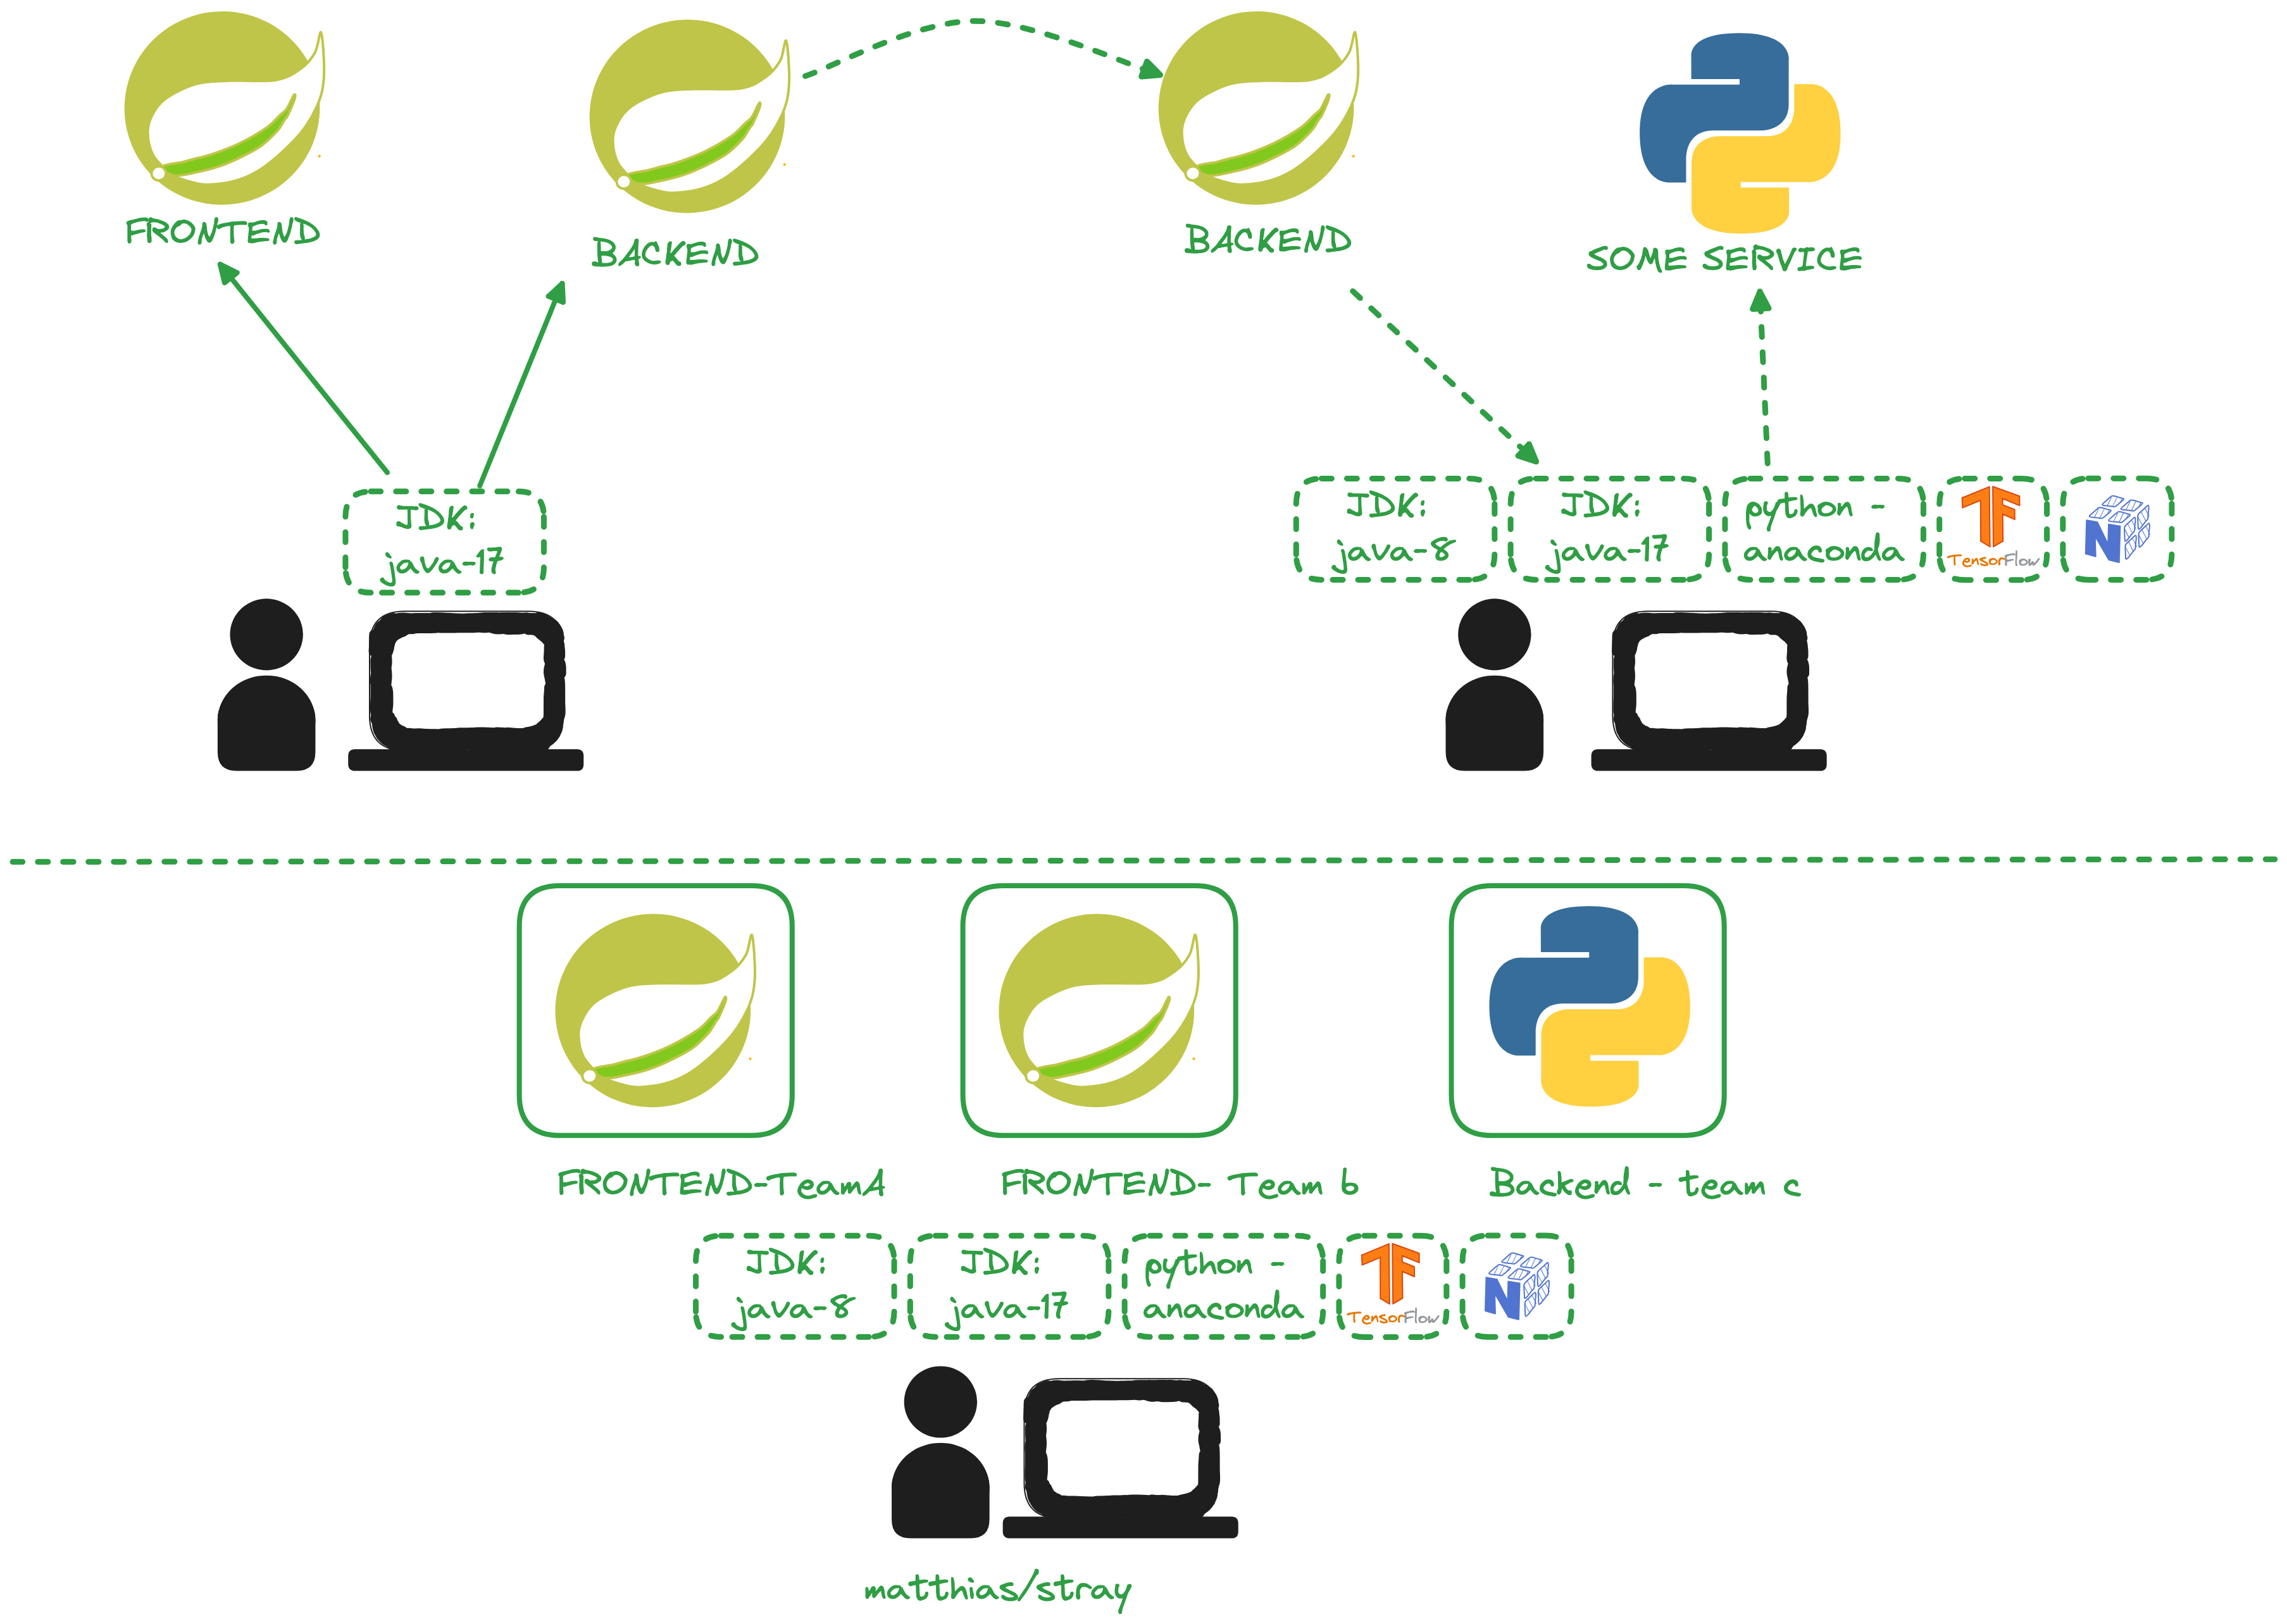 FRONTEND
BACKEND
BACKEND
SOME SERVICE
JDK:
java-17
JDK:
java-8
JDK:
java-17
python -
anaconda
TensorFlow
FRONTEND-TeamA
FRONTEND- Team b
Backend - team c
JDK:
java-8
JDK:
java-17
python -
anaconda
TensorFlow
matthias/stray